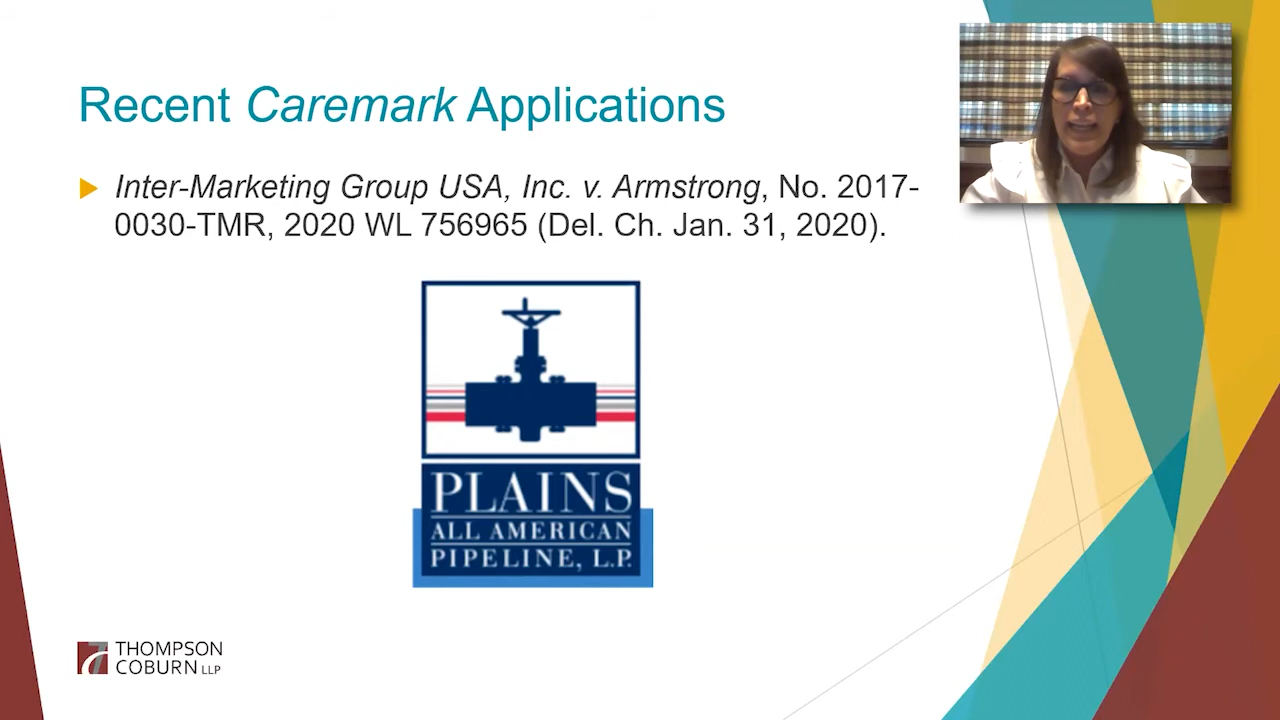 Recent Caremark Applications
Inter-Marketing Group USA, Inc. v. Armstrong, No. 2017-
0030-TMR, 2020 WL 756965 (Del. Ch. Jan. 31, 2020).
PLAINS
ALL AMERICAN
PIPELINE, L.P.
THOMPSON
COBURN LLP